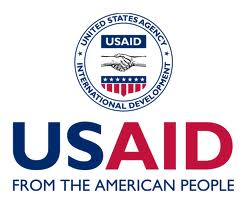 UNITED STATES AGENCY
USAID
INTERNATIONAL DEVELOPMENT
USAID
FROM THE AMERICAN PEOPLE